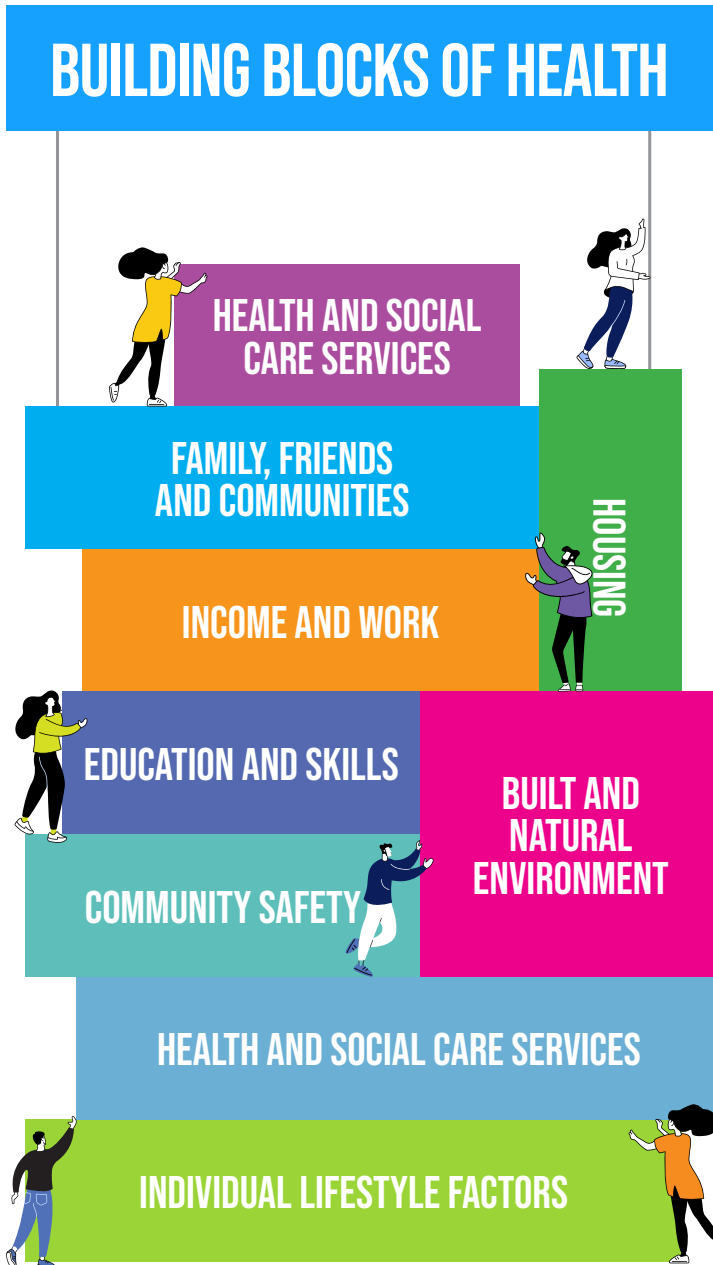 BUILDING BLOCKS OF HEALTH
HEALTH AND SOCIAL
CARE SERVICES
FAMILY, FRIENDS
AND COMMUNITIES
HOUSING
INCOME AND WORK
EDUCATION AND SKILLS
BUILT AND
NATURAL
ENVIRONMENT
COMMUNITY SAFETY
HEALTH AND SOCIAL CARE SERVICES
INDIVIDUAL LIFESTYLE FACTORS